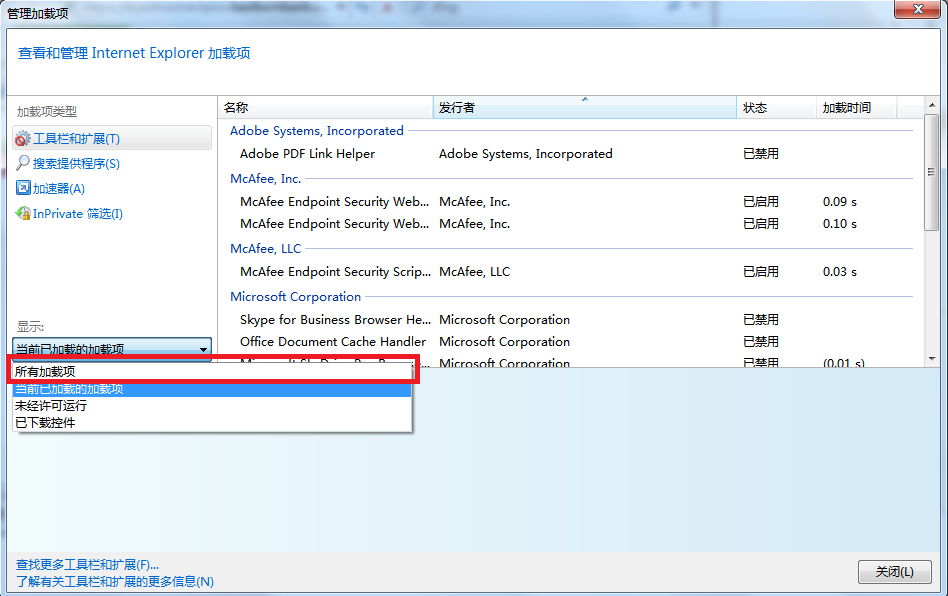 管理加载项
查看和管理 Internet Explorer 加载项
加载项类型
工具栏和扩展(T)
搜索提供程序(S)
加速器(A)
InPrivate 筛选(I)
显示:
当前已加载的加载项
所有加载项
当前已加载的加载项
未经许可运行
已下载控件
名称 发行者 状态 加载时间
Adobe Systems, Incorporated
Adobe PDF Link Helper Adobe Systems, Incorporated 已禁用
McAfee, Inc.
McAfee Endpoint Security Web... McAfee, Inc. 已启用 0.09 s
McAfee Endpoint Security Web... McAfee, Inc. 已启用 0.10 s
McAfee, LLC
McAfee Endpoint Security Scrip... McAfee, LLC 已启用 0.03 s
Microsoft Corporation
Skype for Business Browser He... Microsoft Corporation 已禁用
Office Document Cache Handler Microsoft Corporation 已禁用
Microsoft Corporation 已禁用 (0.01 s)
查找更多工具栏和扩展(F)...
了解有关工具栏和扩展的更多信息(N)
关闭(L)